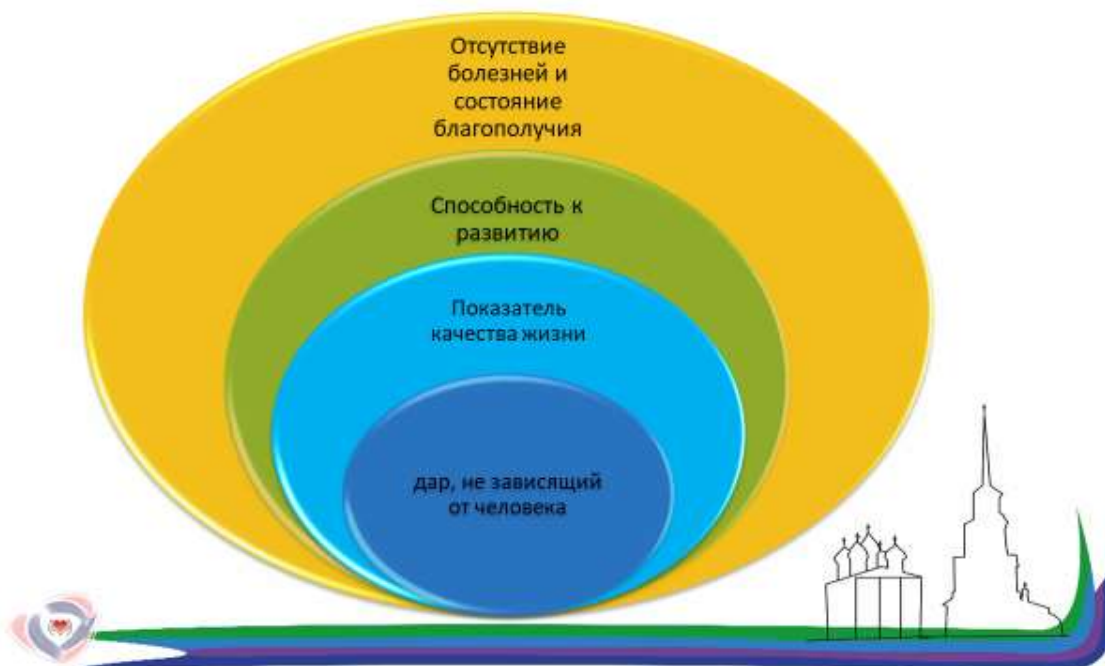 Отсутствие
болезней и
состояние
благополучия
Способность к
развитию
Показатель
качества жизни
дар, не зависящий
от человека